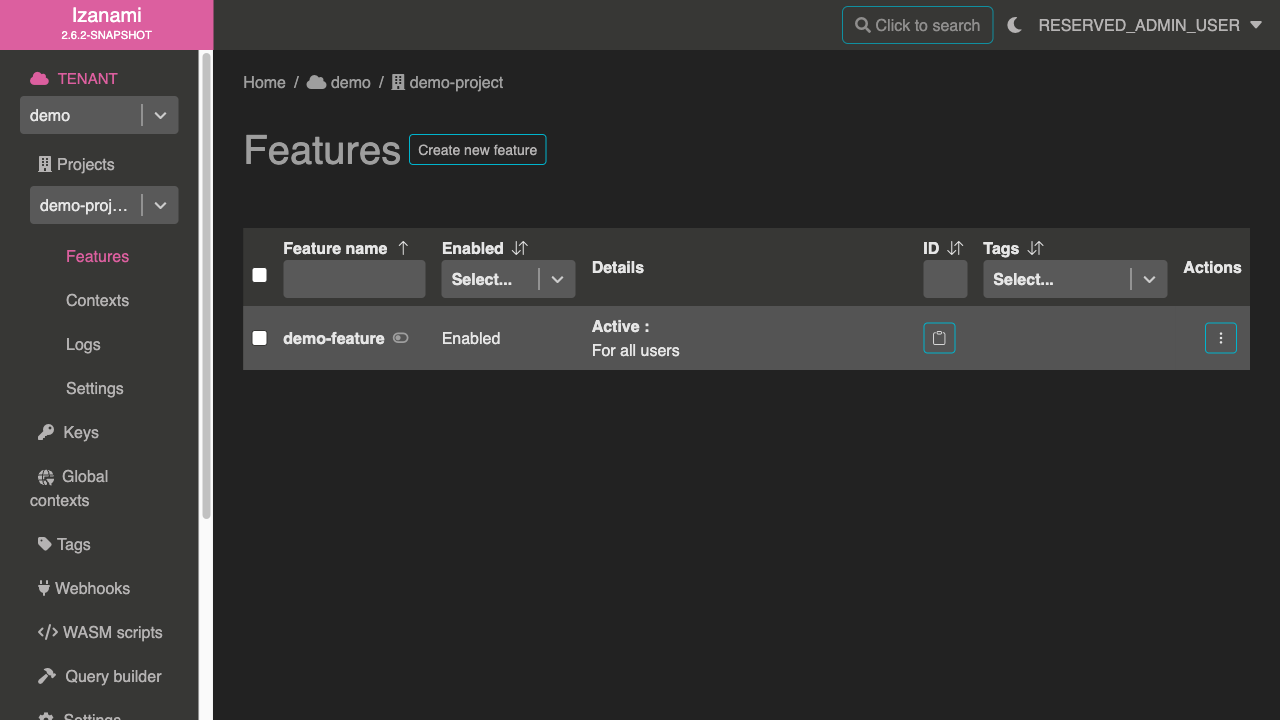 Izanami
2.6.2-SNAPSHOT
Click to search
RESERVED_ADMIN_USER
TENANT
demo
Projects
demo-proj...
Features
Contexts
Logs
Settings
Keys
Global
contexts
Tags
Webhooks
WASM scripts
Query builder
Settings
Home / demo / demo-project
Features
Create new feature
Feature name Enabled Details ID Tags Actions
Select... Select...
demo-feature Enabled Active :
For all users